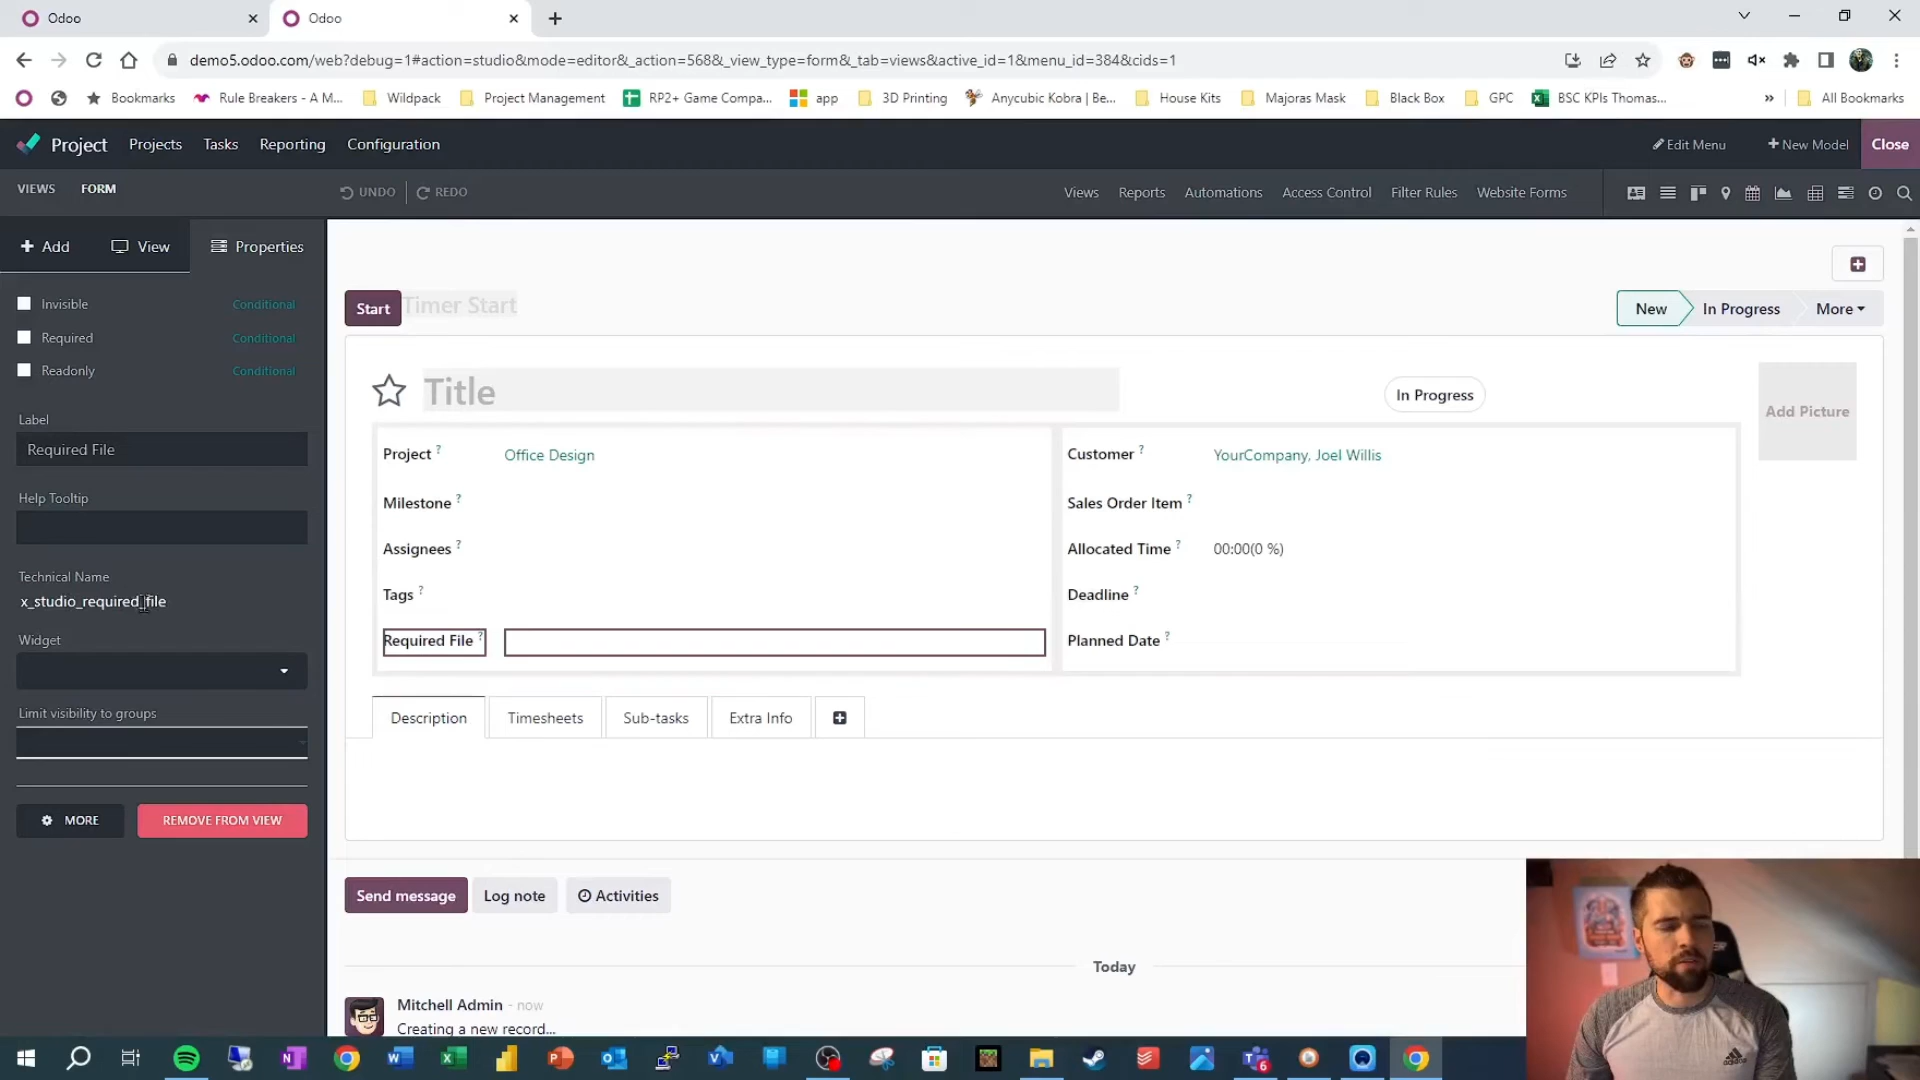 Odoo
Odoo
demo5.odoo.com/web?debug=1#action=studio&mode=editor&_action=568&_view_type=form&_tab=views&active_id=1&menu_id=384&cids=1
Bookmarks
Rule Breakers - A M...
Wildpack
Project Management
RP2+ Game Compa...
app
3D Printing
Anycubic Kobra | Be...
House Kits
Majoras Mask
Black Box
GPC
BSC KPIs Thomas...
»
All Bookmarks
Project
Projects
Tasks
Reporting
Configuration
Edit Menu
New Model
Close
VIEWS
FORM
UNDO
REDO
Views
Reports
Automations
Access Control
Filter Rules
Website Forms
Add
View
Properties
Invisible
Conditional
Required
Conditional
Readonly
Conditional
Label
Required File
Help Tooltip
Technical Name
x_studio_required_file
Widget
Limit visibility to groups
MORE
REMOVE FROM VIEW
Start
Timer Start
New
In Progress
More
Title
In Progress
Add Picture
Project ?
Office Design
Customer ?
YourCompany, Joel Willis
Milestone ?
Sales Order Item ?
Assignees ?
Allocated Time ?
00:00(0 %)
Tags ?
Deadline ?
Required File ?
Planned Date ?
Description
Timesheets
Sub-tasks
Extra Info
Send message
Log note
Activities
Today
Mitchell Admin - now
Creating a new record...